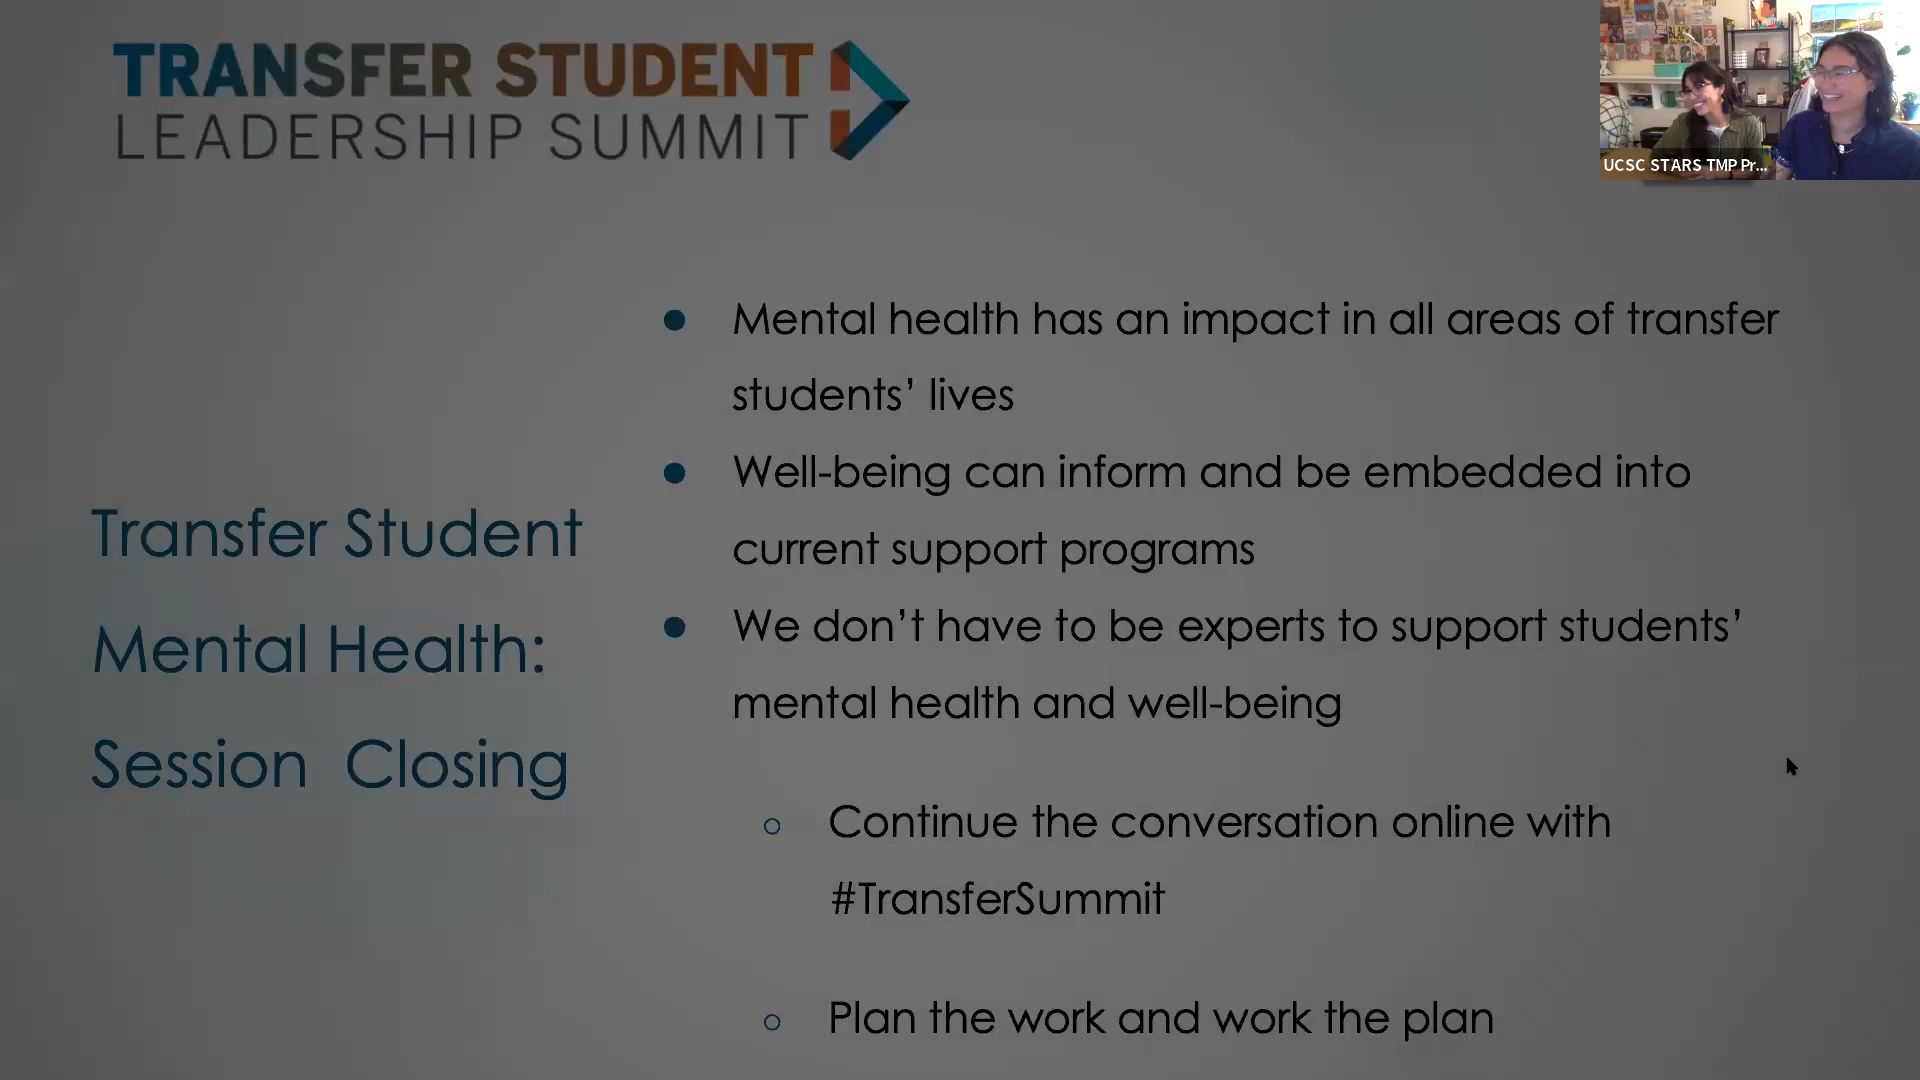 TRANSFER STUDENT
LEADERSHIP SUMMIT
UCSC STARS TMP Pr...
Transfer Student
Mental Health:
Session Closing
Mental health has an impact in all areas of transfer
students’ lives
Well-being can inform and be embedded into
current support programs
We don’t have to be experts to support students’
mental health and well-being
Continue the conversation online with
#TransferSummit
Plan the work and work the plan